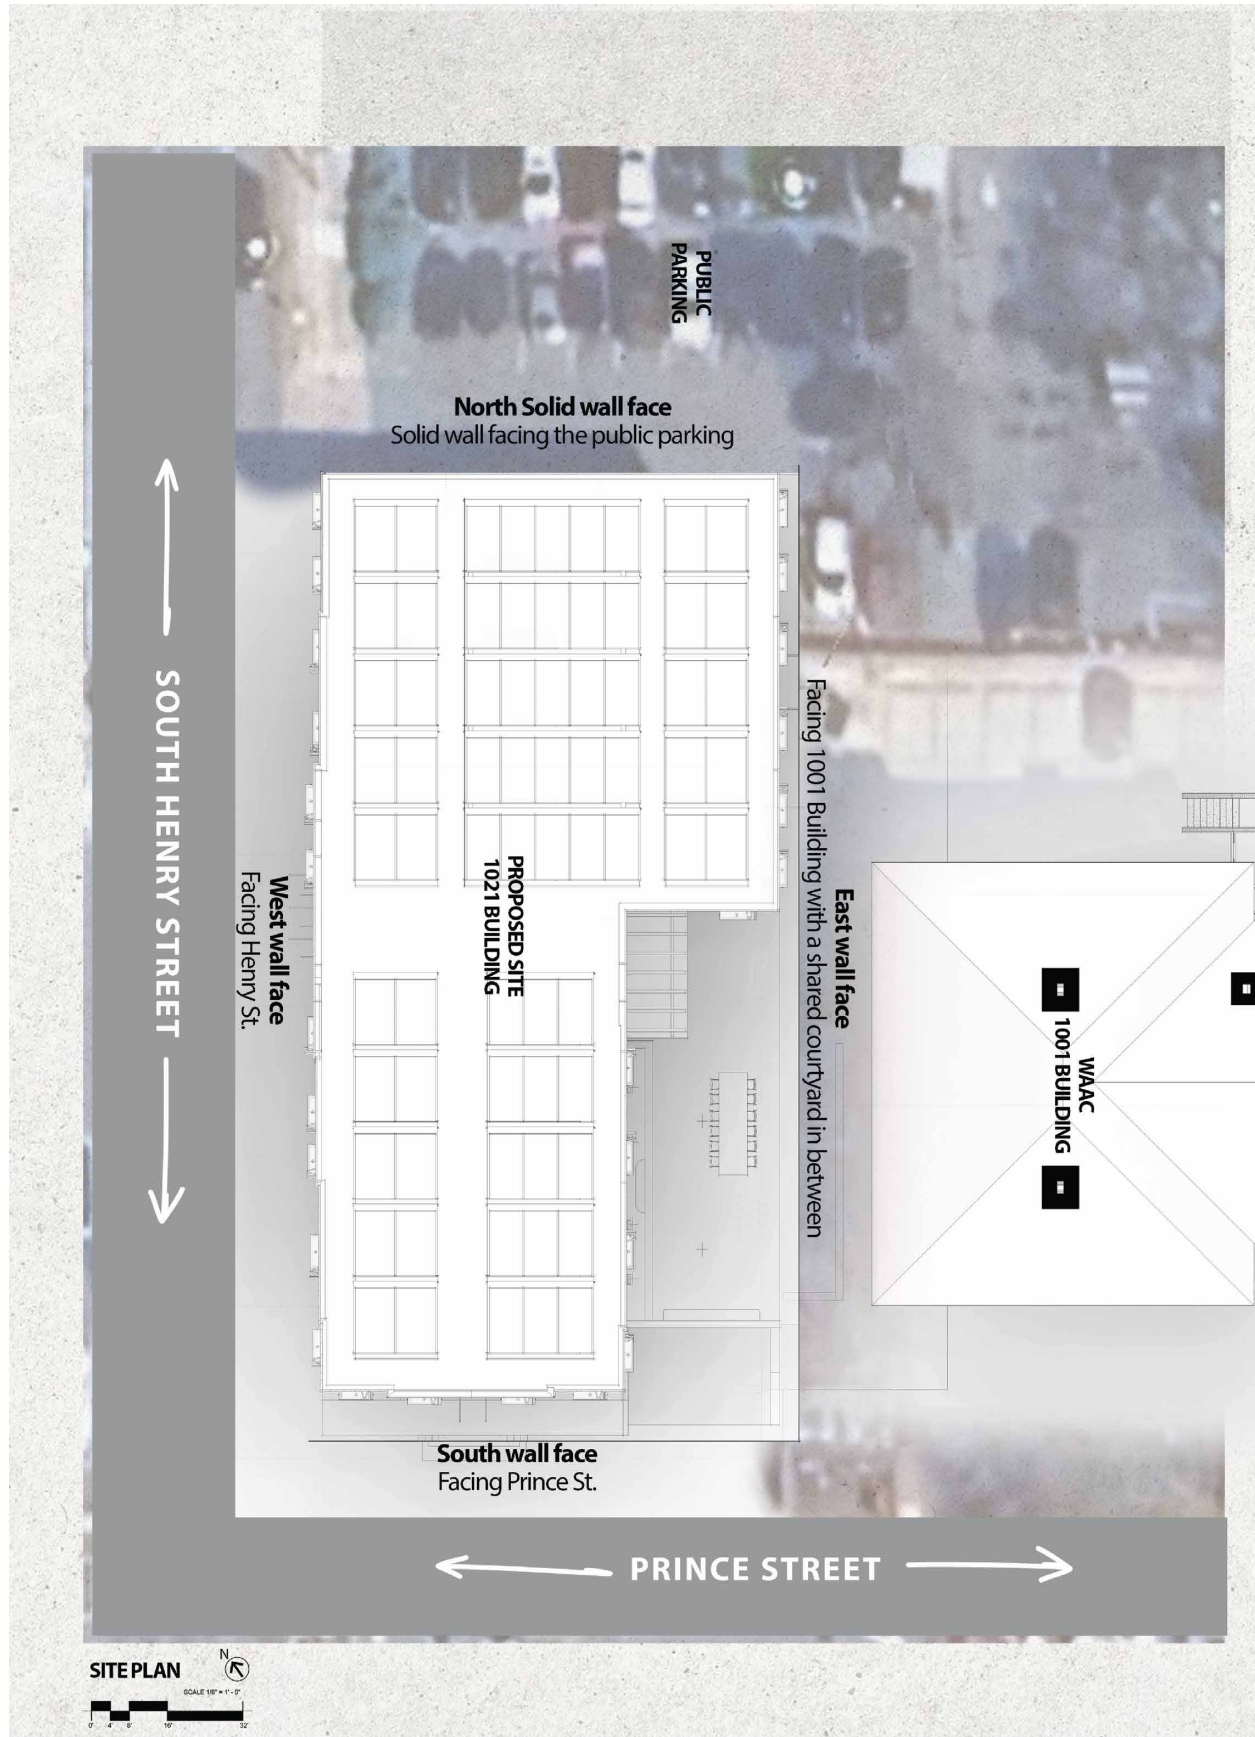 PUBLIC
PARKING
North Solid wall face
Solid wall facing the public parking
SOUTH HENRY STREET
West wall face
Facing Henry St.
PROPOSED SITE
1021 BUILDING
East wall face
Facing 1001 Building with a shared courtyard in between
WAAC
1001 BUILDING
South wall face
Facing Prince St.
PRINCE STREET
SITE PLAN
N
SCALE 1/8" = 1' - 0"
0' 4' 8' 16' 32'